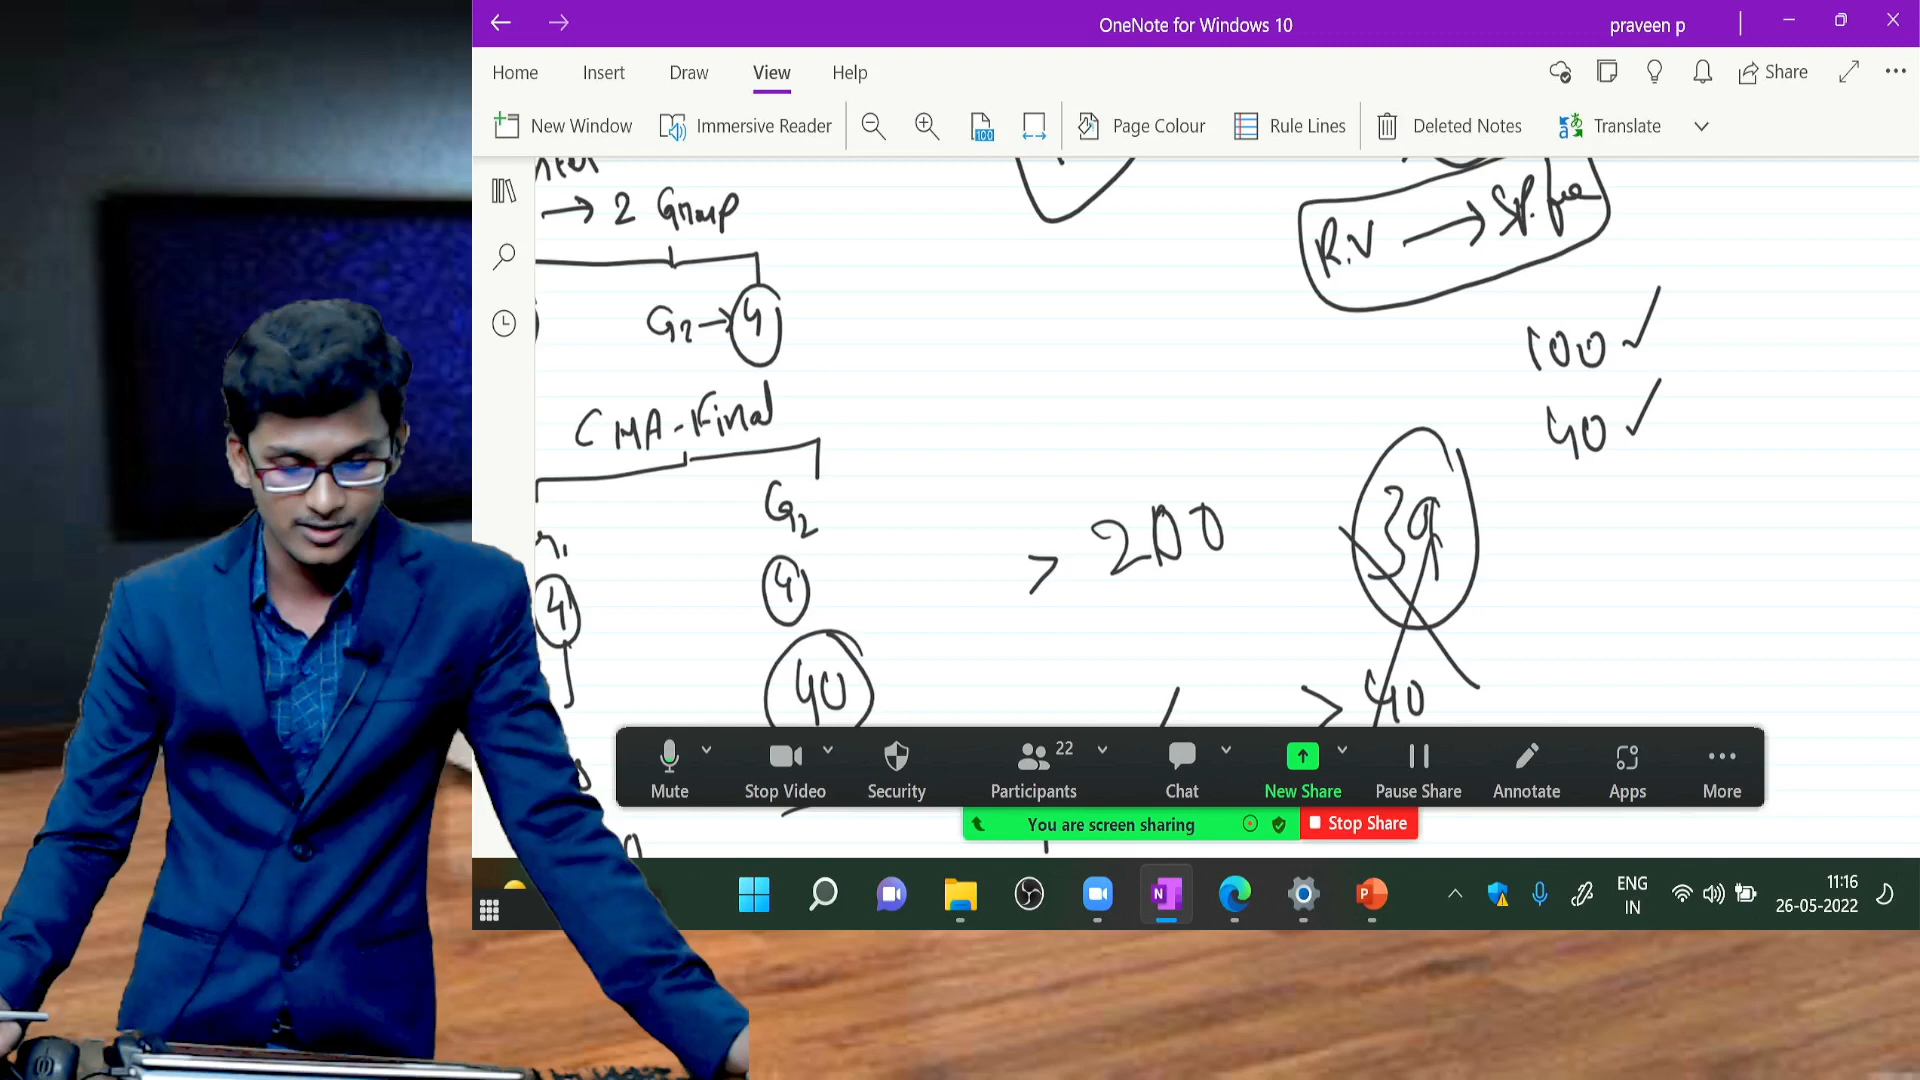 OneNote for Windows 10
praveen p
Home Insert Draw View Help
Share
New Window Immersive Reader 100 Page Colour Rule Lines Deleted Notes Translate
→ 2 Group
R.V → SP. fee
G2→ 4
100 ✓
40 ✓
CMA-Final
G2
4
4
> 200
39
40
> 40
Mute Stop Video Security Participants 22 Chat New Share Pause Share Annotate Apps More
You are screen sharing Stop Share
ENG
IN
11:16
26-05-2022